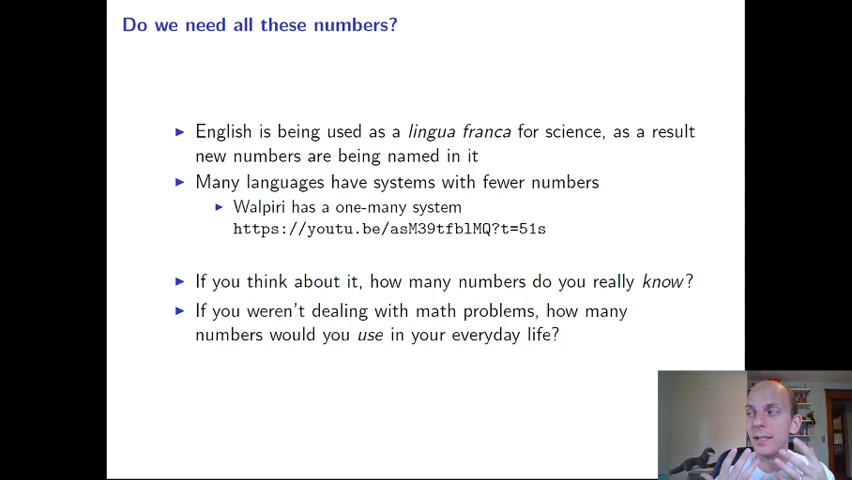 Do we need all these numbers?
▶ English is being used as a lingua franca for science, as a result
new numbers are being named in it
▶ Many languages have systems with fewer numbers
▶ Walpiri has a one-many system
https://youtu.be/asM39tfblMQ?t=51s
▶ If you think about it, how many numbers do you really know?
▶ If you weren't dealing with math problems, how many
numbers would you use in your everyday life?